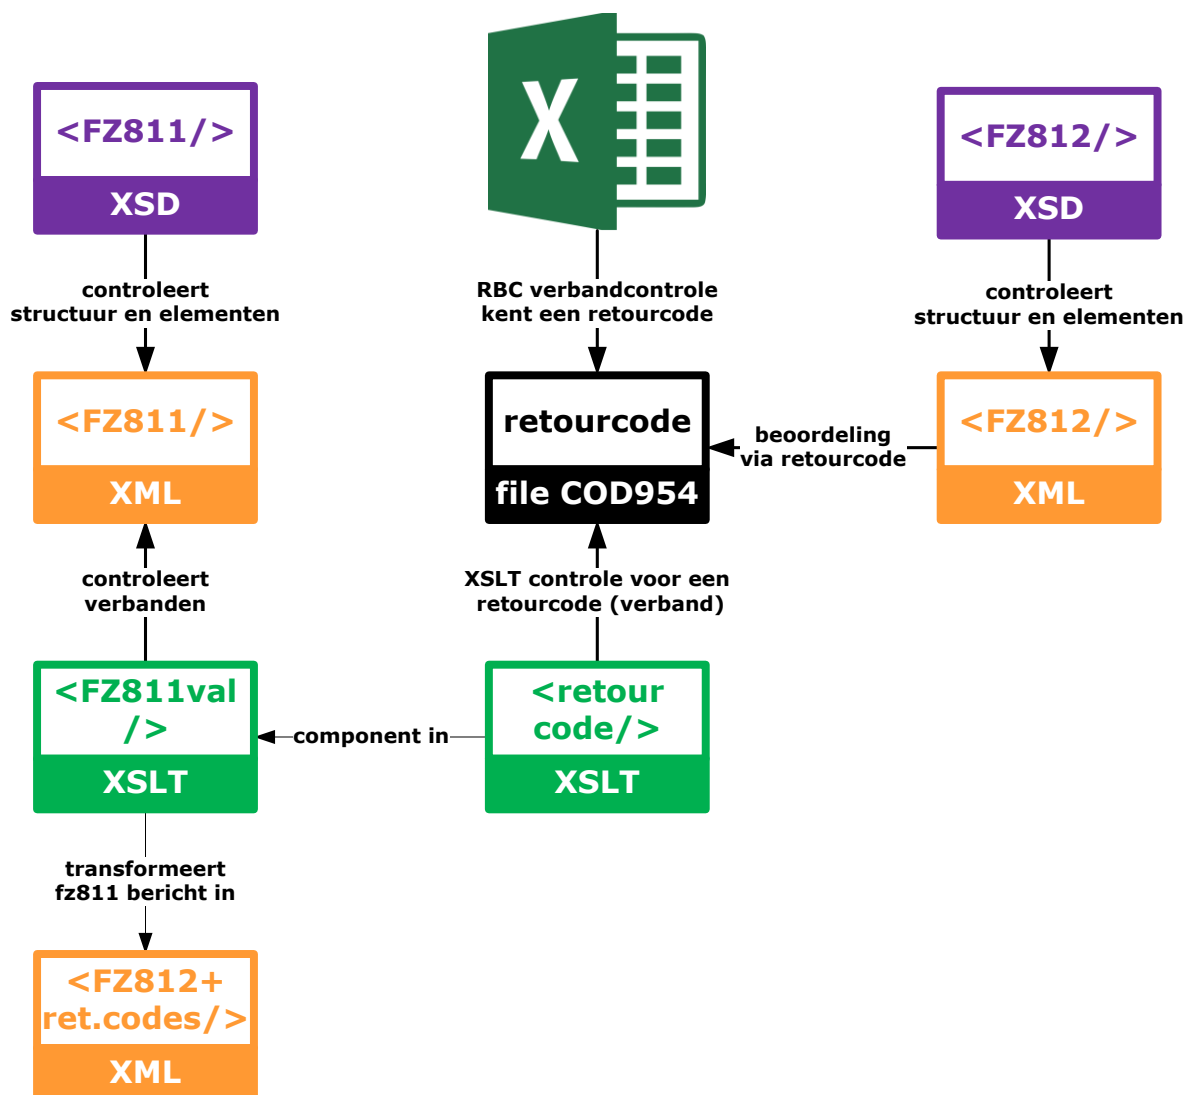 <FZ811/>
XSD
X
<FZ812/>
XSD
controleert
structuur en elementen
RBC verbandcontrole
kent een retourcode
controleert
structuur en elementen
<FZ811/>
XML
retourcode
file COD954
beoordeling
via retourcode
<FZ812/>
XML
controleert
verbanden
XSLT controle voor een
retourcode (verband)
<FZ811val
/>
XSLT
component in
<retour
code/>
XSLT
transformeert
fz811 bericht in
<FZ812+
ret.codes/>
XML